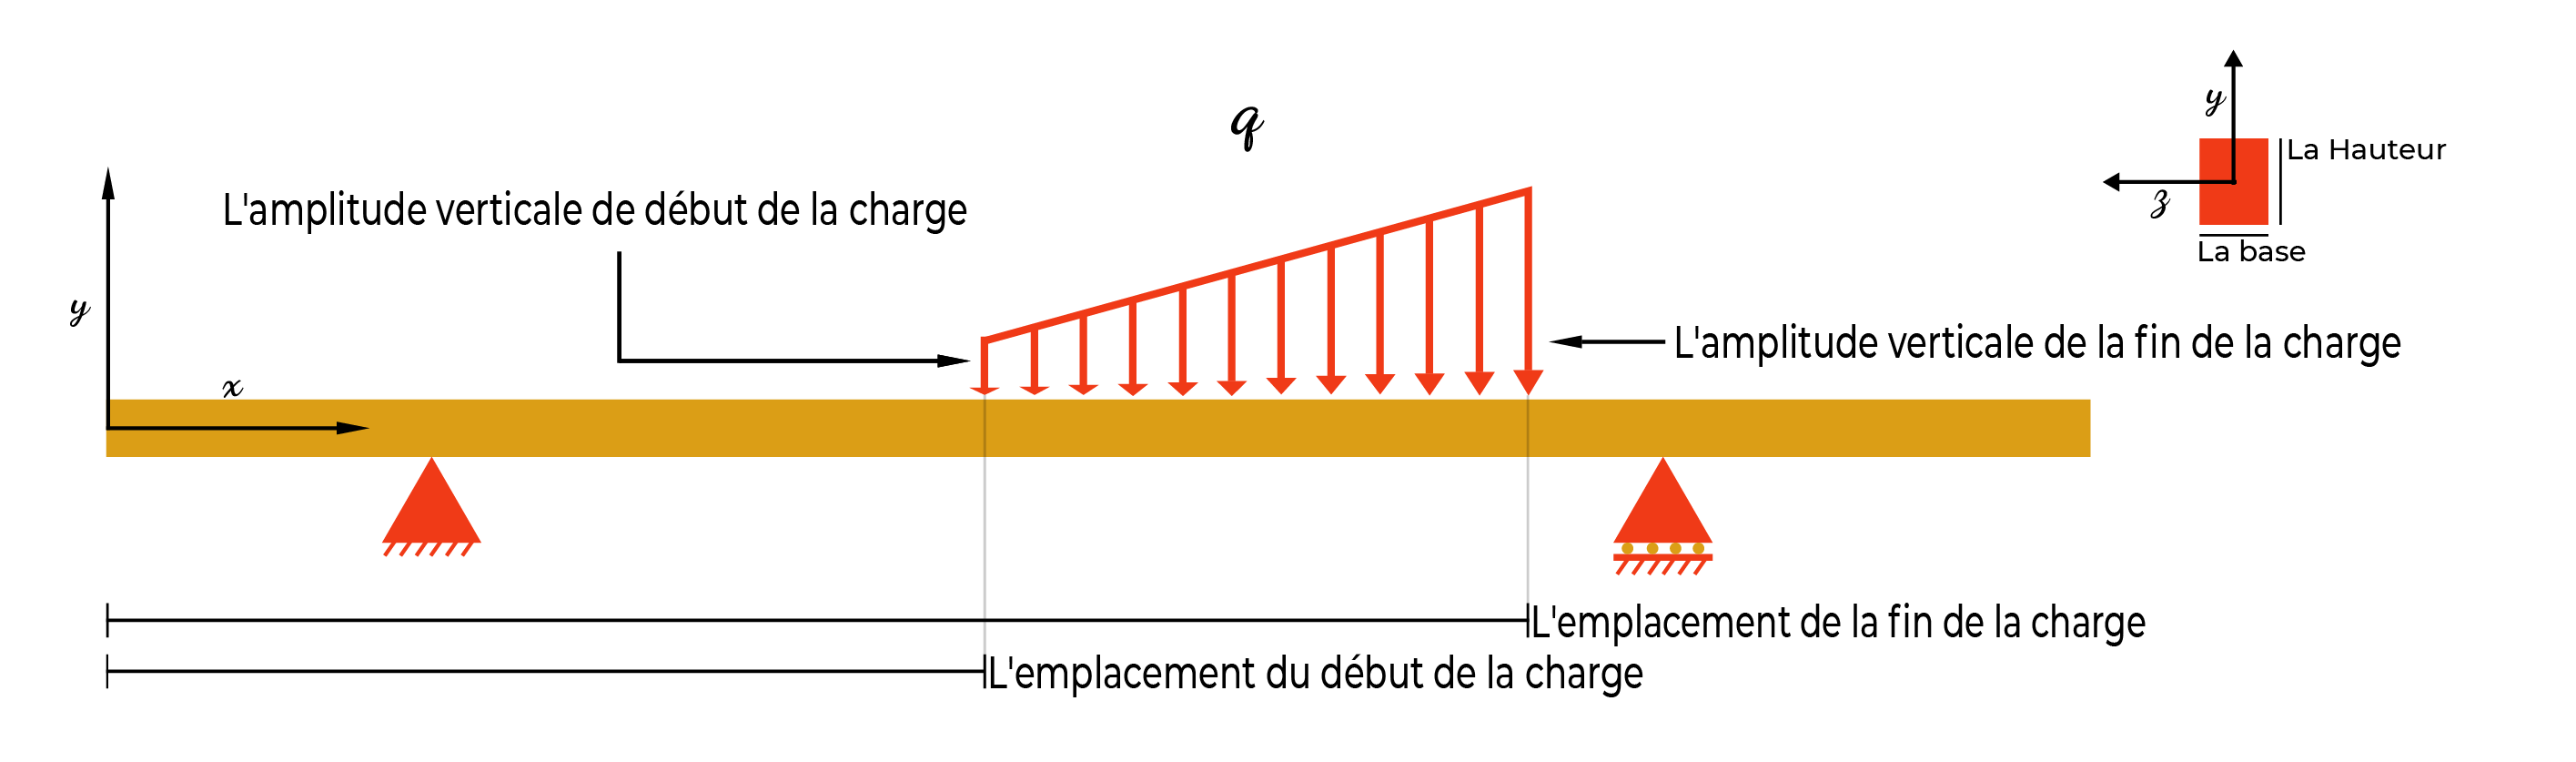 q
y
La Hauteur
z
La base
L'amplitude verticale de début de la charge
y
x
L'amplitude verticale de la fin de la charge
L'emplacement de la fin de la charge
L'emplacement du début de la charge